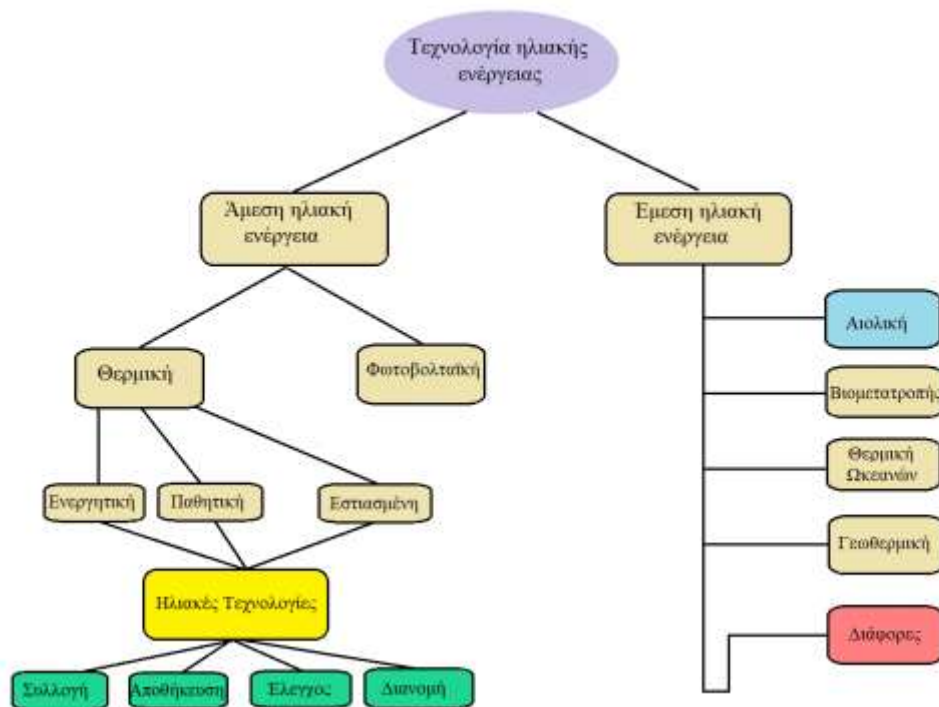 Τεχνολογία ηλιακής
ενέργειας
Άμεση ηλιακή
ενέργεια
Έμεση ηλιακή
ενέργεια
Αιολική
Θερμική
Φωτοβολταϊκή
Βιομετατροπής
Θερμική
Ωκεανών
Ενεργητική
Παθητική
Εστιασμένη
Γεωθερμική
Ηλιακές Τεχνολογίες
Διάφορες
Συλλογή
Αποθήκευση
Έλεγχος
Διανομή